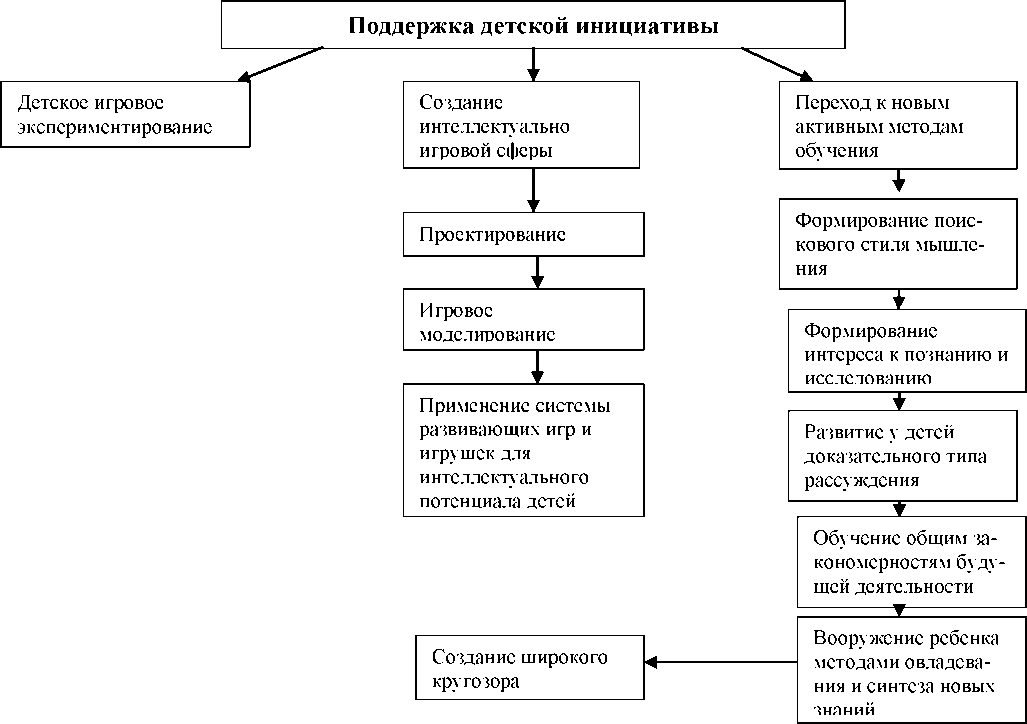 Поддержка детской инициативы
Детское игровое
экспериментирование
Создание
интеллектуально
игровой сферы
Проектирование
Игровое
моделирование
Применение системы
развивающих игр и
игрушек для
интеллектуального
потенциала детей
Переход к новым
активным методам
обучения
Формирование поис-
кового стиля мышле-
ния
Формирование
интереса к познанию и
исследованию
Развитие у детей
доказательного типа
рассуждения
Обучение общим за-
кономерностям буду-
щей деятельности
Вооружение ребенка
методами овладева-
ния и синтеза новых
знаний
Создание широкого
кругозора